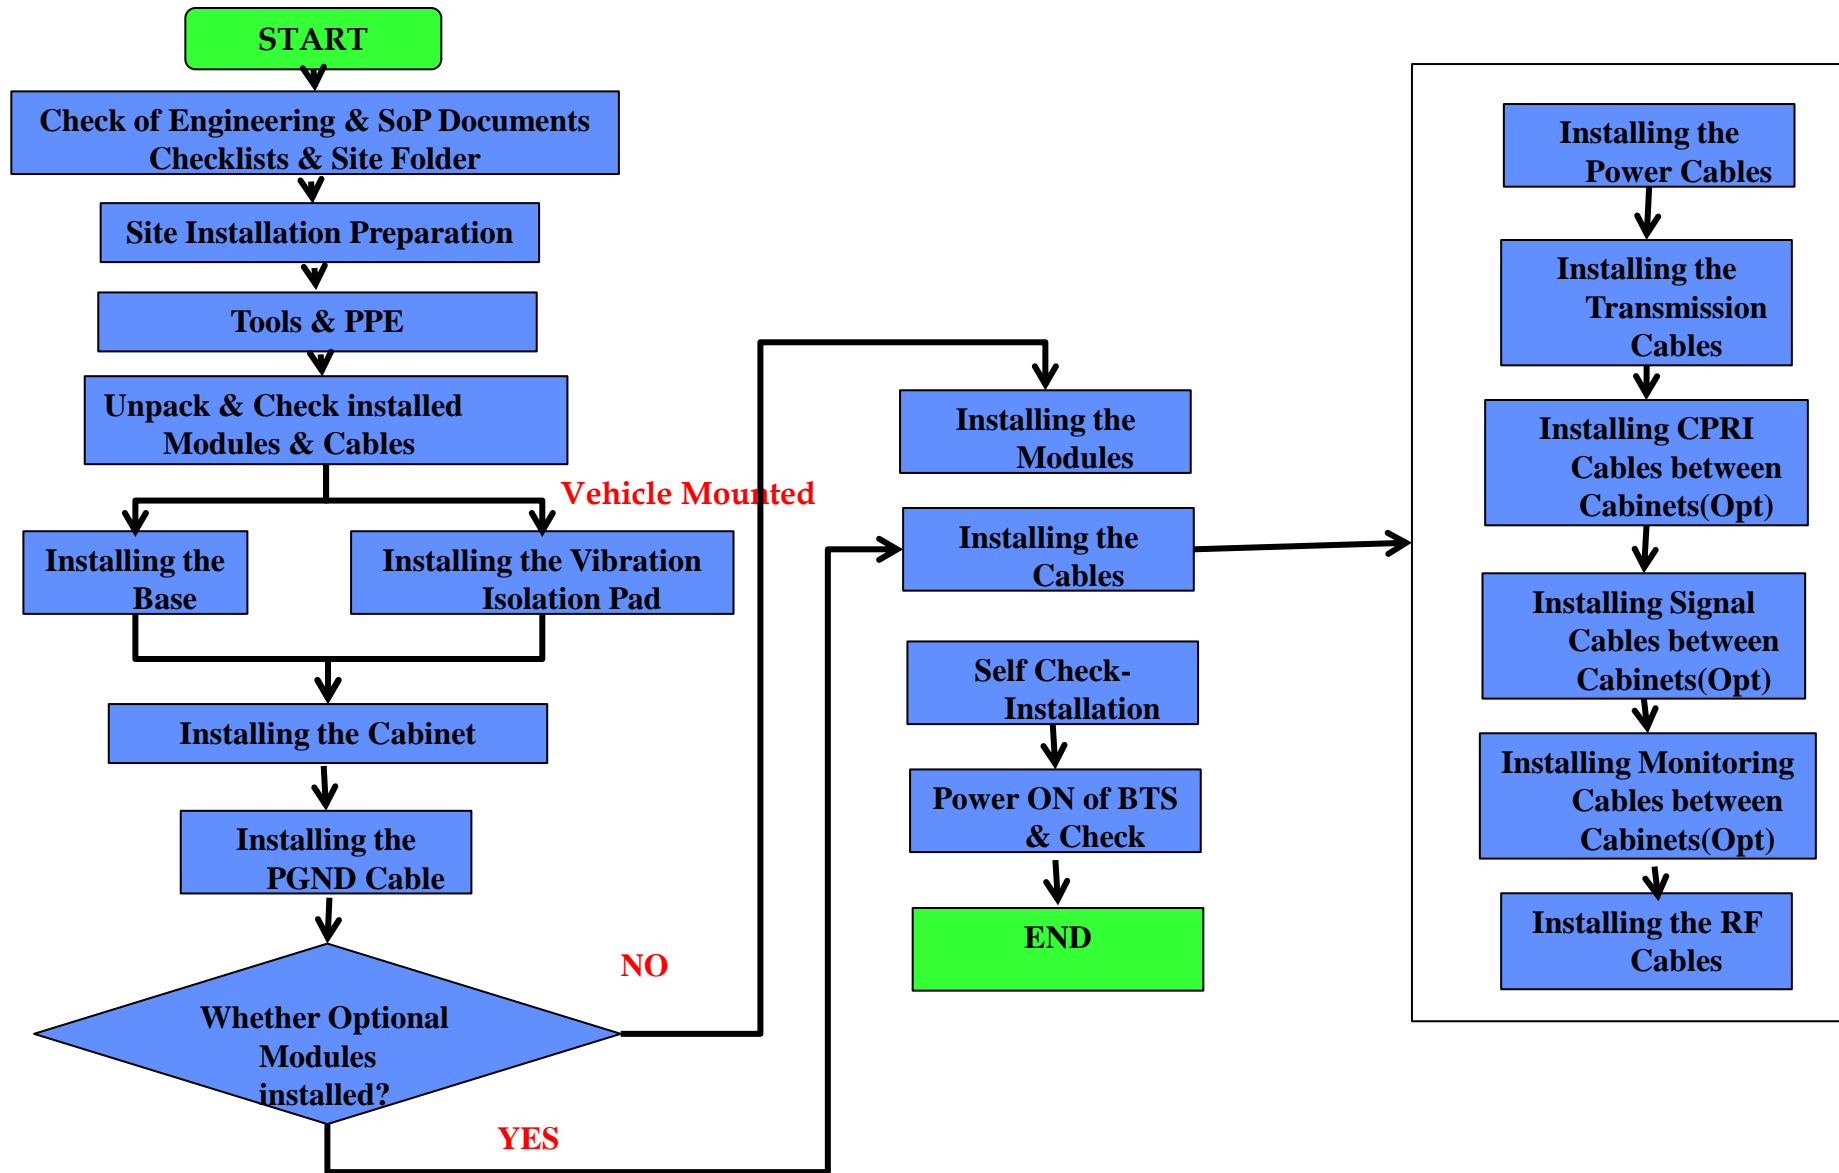 START
Check of Engineering & SoP Documents
Checklists & Site Folder
Site Installation Preparation
Tools & PPE
Unpack & Check installed
Modules & Cables
Vehicle Mounted
Installing the
Base
Installing the Vibration
Isolation Pad
Installing the Cabinet
Installing the
PGND Cable
Whether Optional
Modules
installed?
NO
YES
Installing the
Modules
Installing the
Cables
Self Check-
Installation
Power ON of BTS
& Check
END
Installing the
Power Cables
Installing the
Transmission
Cables
Installing CPRI
Cables between
Cabinets(Opt)
Installing Signal
Cables between
Cabinets(Opt)
Installing Monitoring
Cables between
Cabinets(Opt)
Installing the RF
Cables